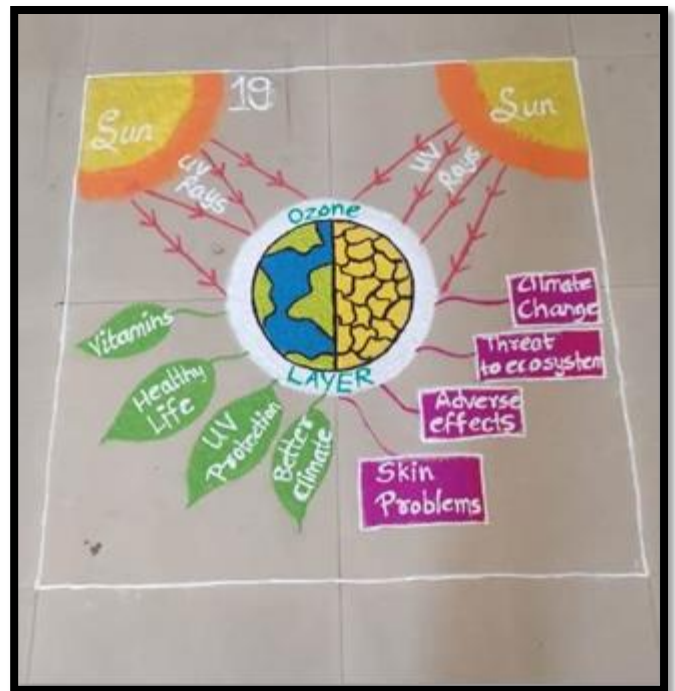 Sun
19
Sun
UV
Rays
UV
Rays
Ozone
LAYER
Vitamins
Healthy
Life
UV
Protection
Better
Climate
Climate
Change
Threat
to ecosystem
Adverse
effects
Skin
Problems